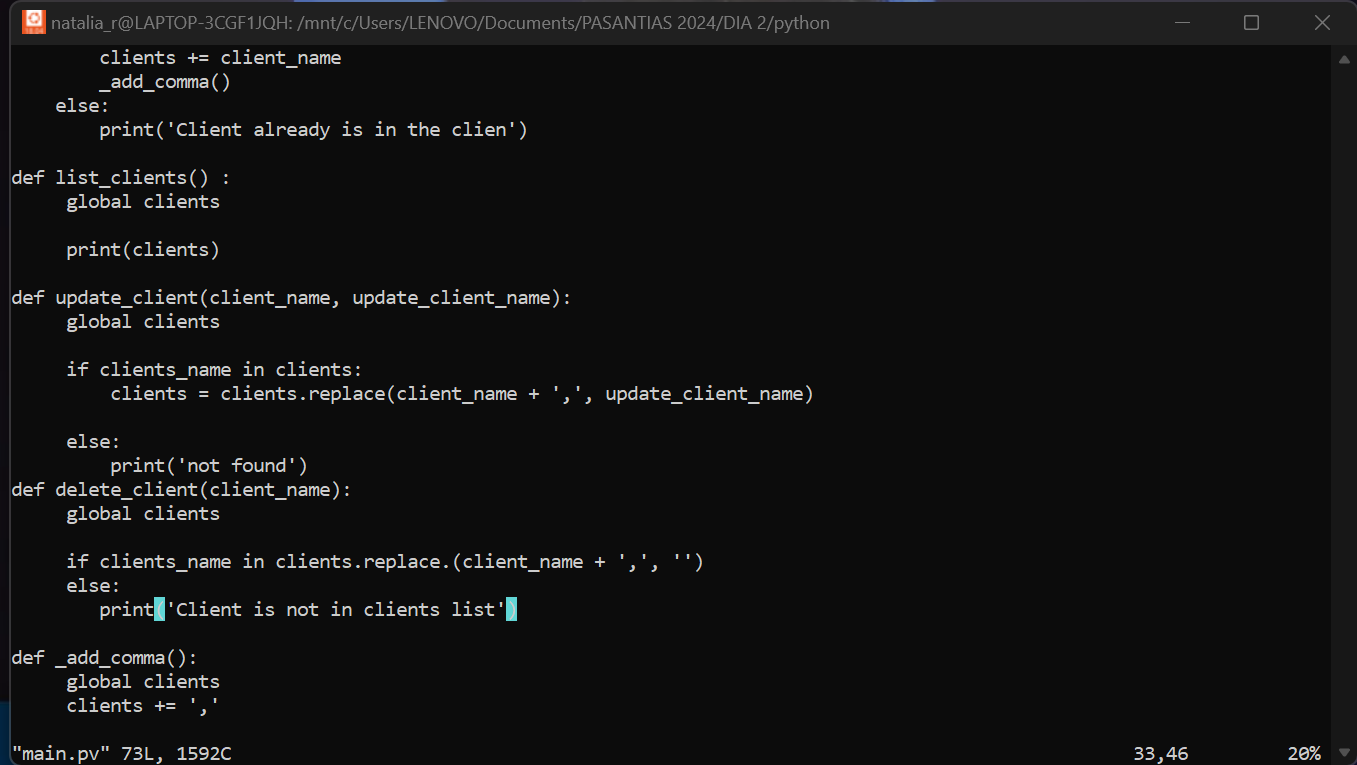 natalia_r@LAPTOP-3CGF1JQH: /mnt/c/Users/LENOVO/Documents/PASANTIAS 2024/DIA 2/python
        clients += client_name
        _add_comma()
    else:
        print('Client already is in the clien')

def list_clients() :
     global clients

     print(clients)

def update_client(client_name, update_client_name):
     global clients

     if clients_name in clients:
         clients = clients.replace(client_name + ',', update_client_name)

     else:
         print('not found')
def delete_client(client_name):
     global clients

     if clients_name in clients.replace.(client_name + ',', '')
     else:
        print('Client is not in clients list')

def _add_comma():
     global clients
     clients += ','

"main.py" 73L, 1592C 33,46 20%